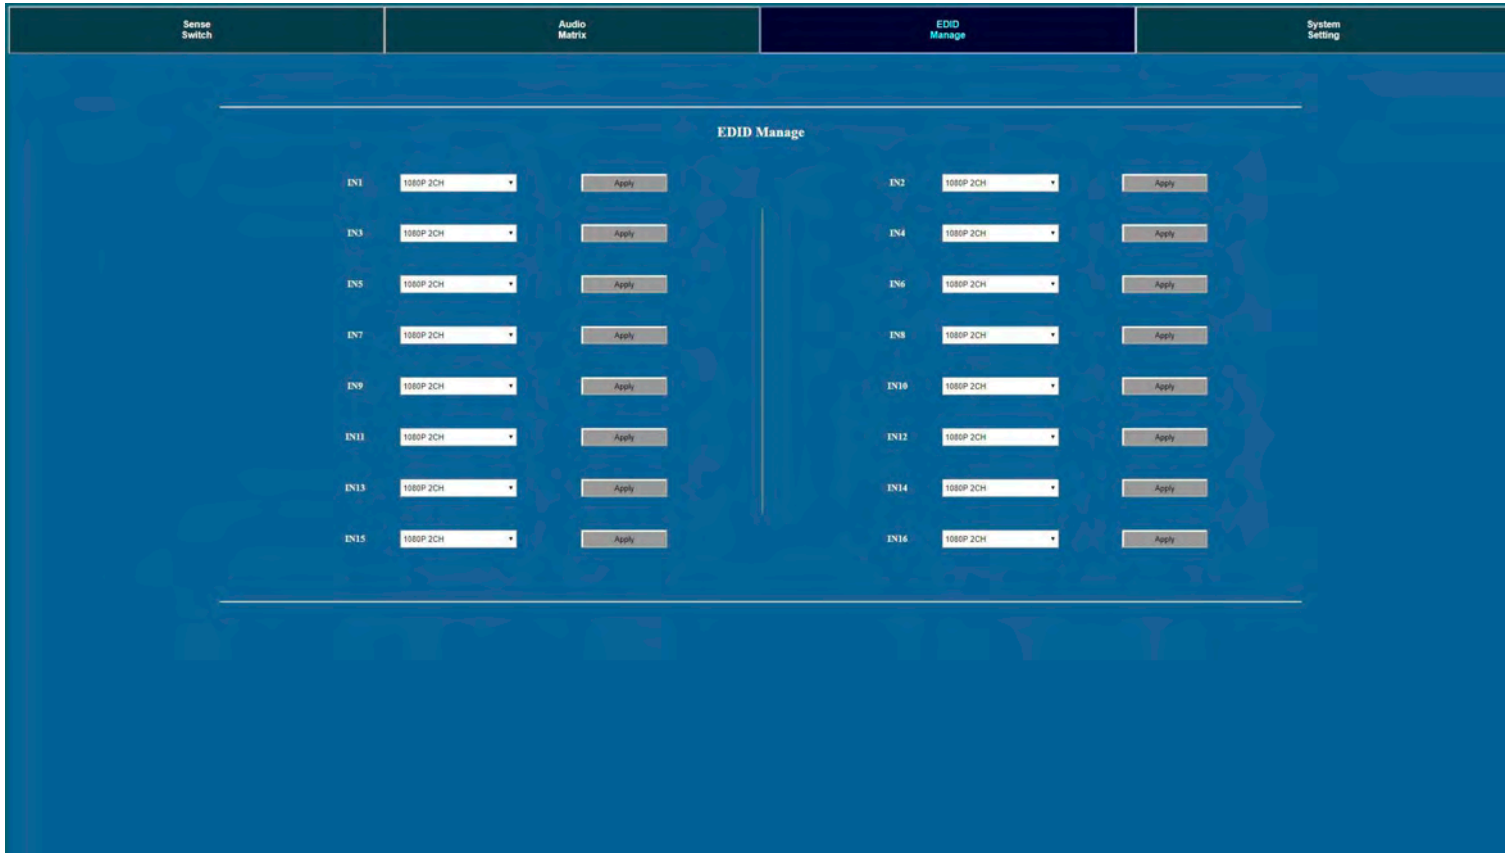 Sense
Switch
Audio
Matrix
EDID
Manage
System
Setting
EDID Manage
IN1 1080P 2CH Apply IN2 1080P 2CH Apply
IN3 1080P 2CH Apply IN4 1080P 2CH Apply
IN5 1080P 2CH Apply IN6 1080P 2CH Apply
IN7 1080P 2CH Apply IN8 1080P 2CH Apply
IN9 1080P 2CH Apply IN10 1080P 2CH Apply
IN11 1080P 2CH Apply IN12 1080P 2CH Apply
IN13 1080P 2CH Apply IN14 1080P 2CH Apply
IN15 1080P 2CH Apply IN16 1080P 2CH Apply